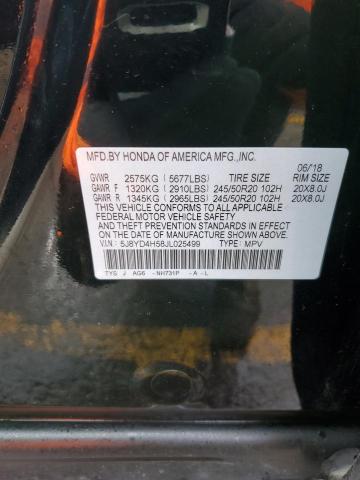 MFD.BY HONDA OF AMERICA MFG.,INC.
06/18
GVWR 2575KG (5677LBS) TIRE SIZE RIM SIZE
GAWR F 1320KG (2910LBS) 245/50R20 102H 20X8.0J
GAWR R 1345KG (2965LBS) 245/50R20 102H 20X8.0J
THIS VEHICLE CONFORMS TO ALL APPLICABLE
FEDERAL MOTOR VEHICLE SAFETY
AND THEFT PREVENTION STANDARDS IN EFFECT ON
THE DATE OF MANUFACTURE SHOWN ABOVE.
V.I.N.: 5J8YD4H58JL025499 TYPE: MPV
TYS J AG6 -NH731P -A -L